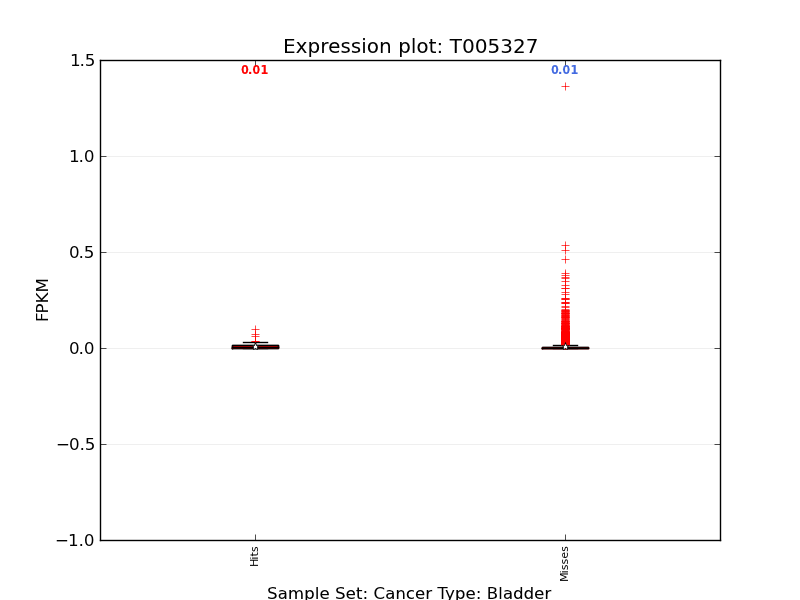 Expression plot: T005327
1.5
0.01
0.01
1.0
0.5
FPKM
0.0
−0.5
−1.0
Hits
Misses
Sample Set: Cancer Type: Bladder